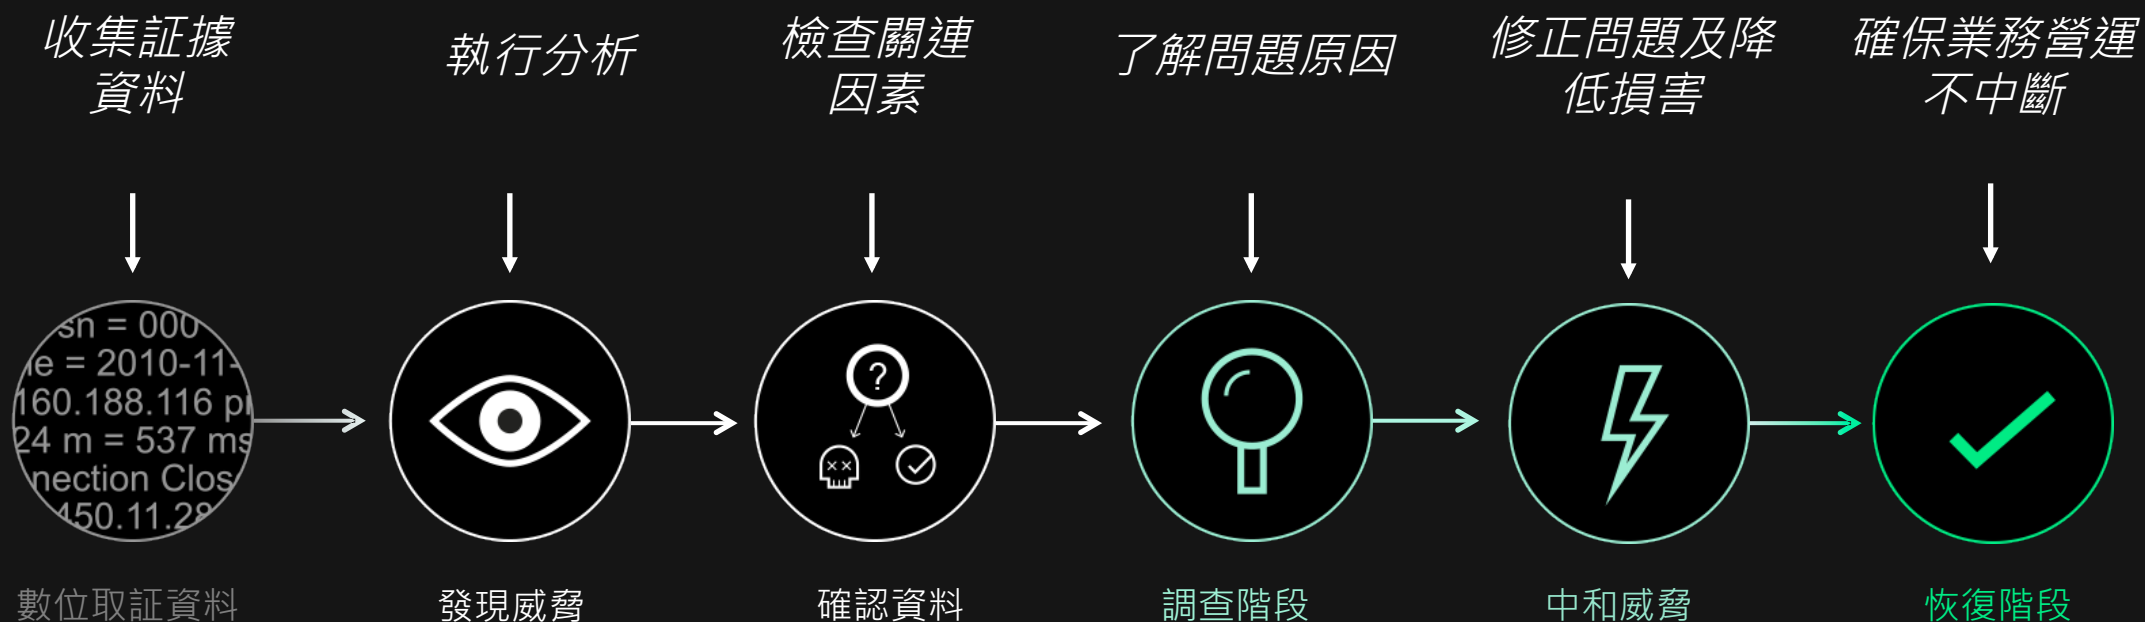 收集証據
資料
執行分析
檢查關連
因素
了解問題原因
修正問題及降
低損害
確保業務營運
不中斷
sn = 000
le = 2010-11-
160.188.116 pr
24 m = 537 ms
nection Clos
450.11.28
?
數位取証資料
發現威脅
確認資料
調查階段
中和威脅
恢復階段